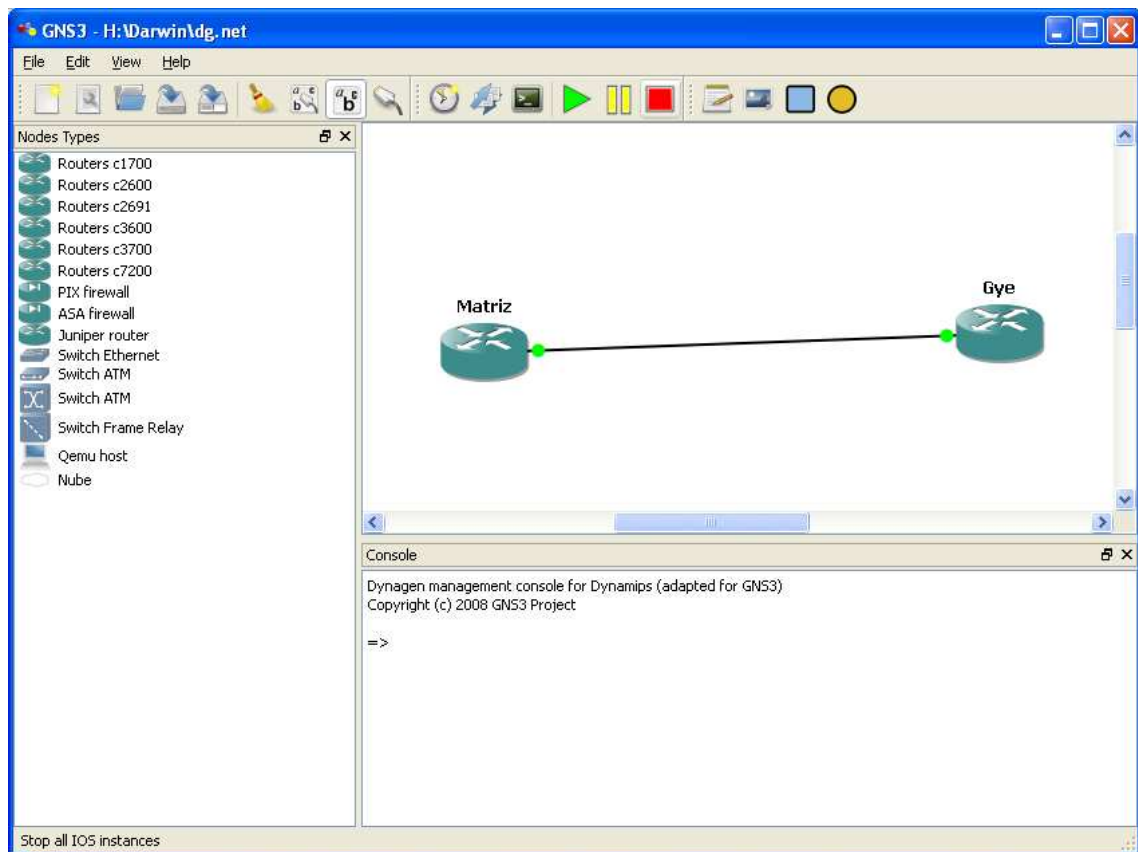 GNS3 - H:\Darwin\dg.net
File Edit View Help
Nodes Types
Routers c1700
Routers c2600
Routers c2691
Routers c3600
Routers c3700
Routers c7200
PIX firewall
ASA firewall
Juniper router
Switch Ethernet
Switch ATM
Switch ATM
Switch Frame Relay
Qemu host
Nube
Matriz
Gye
Console
Dynagen management console for Dynamips (adapted for GNS3)
Copyright (c) 2008 GNS3 Project
=>
Stop all IOS instances